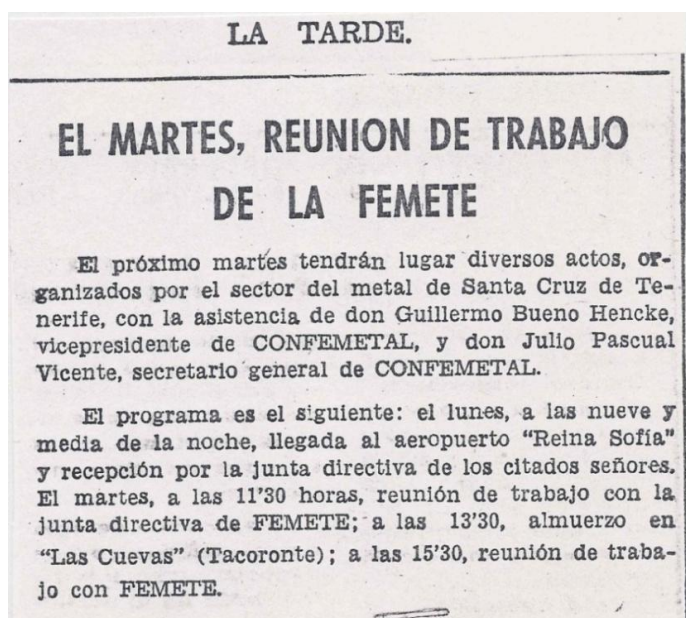 LA TARDE.
EL MARTES, REUNION DE TRABAJO
DE LA FEMETE
El próximo martes tendrán lugar diversos actos, or-
ganizados por el sector del metal de Santa Cruz de Te-
nerife, con la asistencia de don Guillermo Bueno Hencke,
vicepresidente de CONFEMETAL, y don Julio Pascual
Vicente, secretario general de CONFEMETAL.
El programa es el siguiente: el lunes, a las nueve y
media de la noche, llegada al aeropuerto "Reina Sofía"
y recepción por la junta directiva de los citados señores.
El martes, a las 11'30 horas, reunión de trabajo con la
junta directiva de FEMETE; a las 13'30, almuerzo en
"Las Cuevas" (Tacoronte); a las 15'30, reunión de traba-
jo con FEMETE.